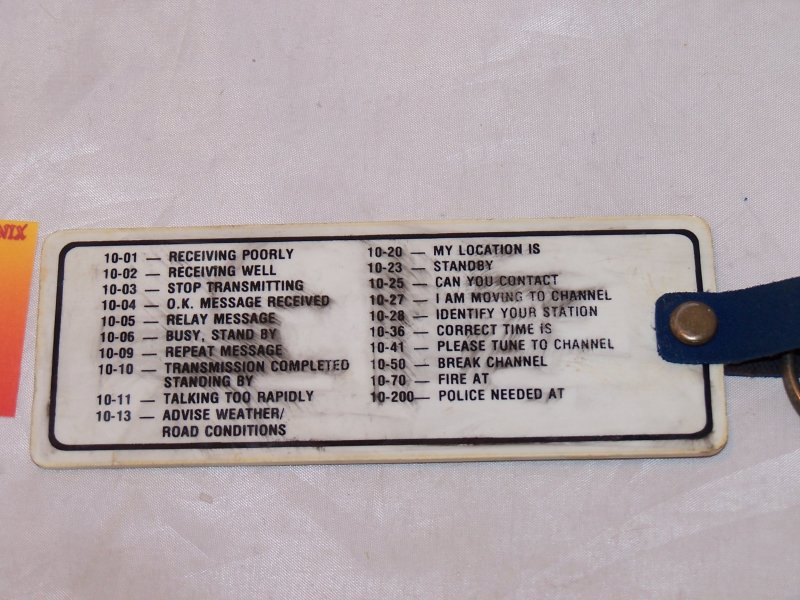 NIX
10-01 — RECEIVING POORLY
10-02 — RECEIVING WELL
10-03 — STOP TRANSMITTING
10-04 — O.K. MESSAGE RECEIVED
10-05 — RELAY MESSAGE
10-06 — BUSY, STAND BY
10-09 — REPEAT MESSAGE
10-10 — TRANSMISSION COMPLETED
STANDING BY
10-11 — TALKING TOO RAPIDLY
10-13 — ADVISE WEATHER/
ROAD CONDITIONS
10-20 — MY LOCATION IS
10-23 — STANDBY
10-25 — CAN YOU CONTACT
10-27 — I AM MOVING TO CHANNEL
10-28 — IDENTIFY YOUR STATION
10-36 — CORRECT TIME IS
10-41 — PLEASE TUNE TO CHANNEL
10-50 — BREAK CHANNEL
10-70 — FIRE AT
10-200— POLICE NEEDED AT